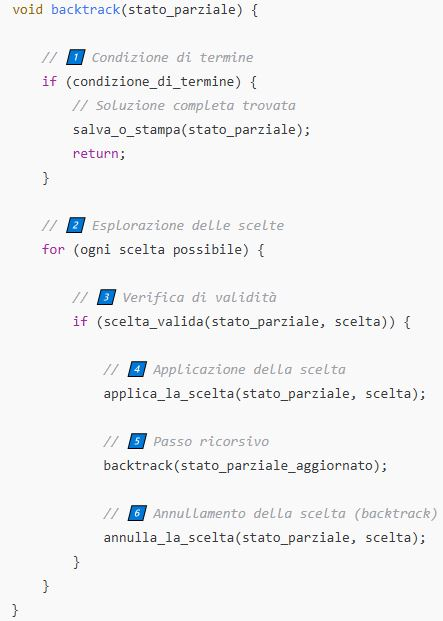 void backtrack(stato_parziale) {
// 1 Condizione di termine
if (condizione_di_termine) {
// Soluzione completa trovata
salva_o_stampa(stato_parziale);
return;
}
// 2 Esplorazione delle scelte
for (ogni scelta possibile) {
// 3 Verifica di validità
if (scelta_valida(stato_parziale, scelta)) {
// 4 Applicazione della scelta
applica_la_scelta(stato_parziale, scelta);
// 5 Passo ricorsivo
backtrack(stato_parziale_aggiornato);
// 6 Annullamento della scelta (backtrack)
annulla_la_scelta(stato_parziale, scelta);
}
}
}